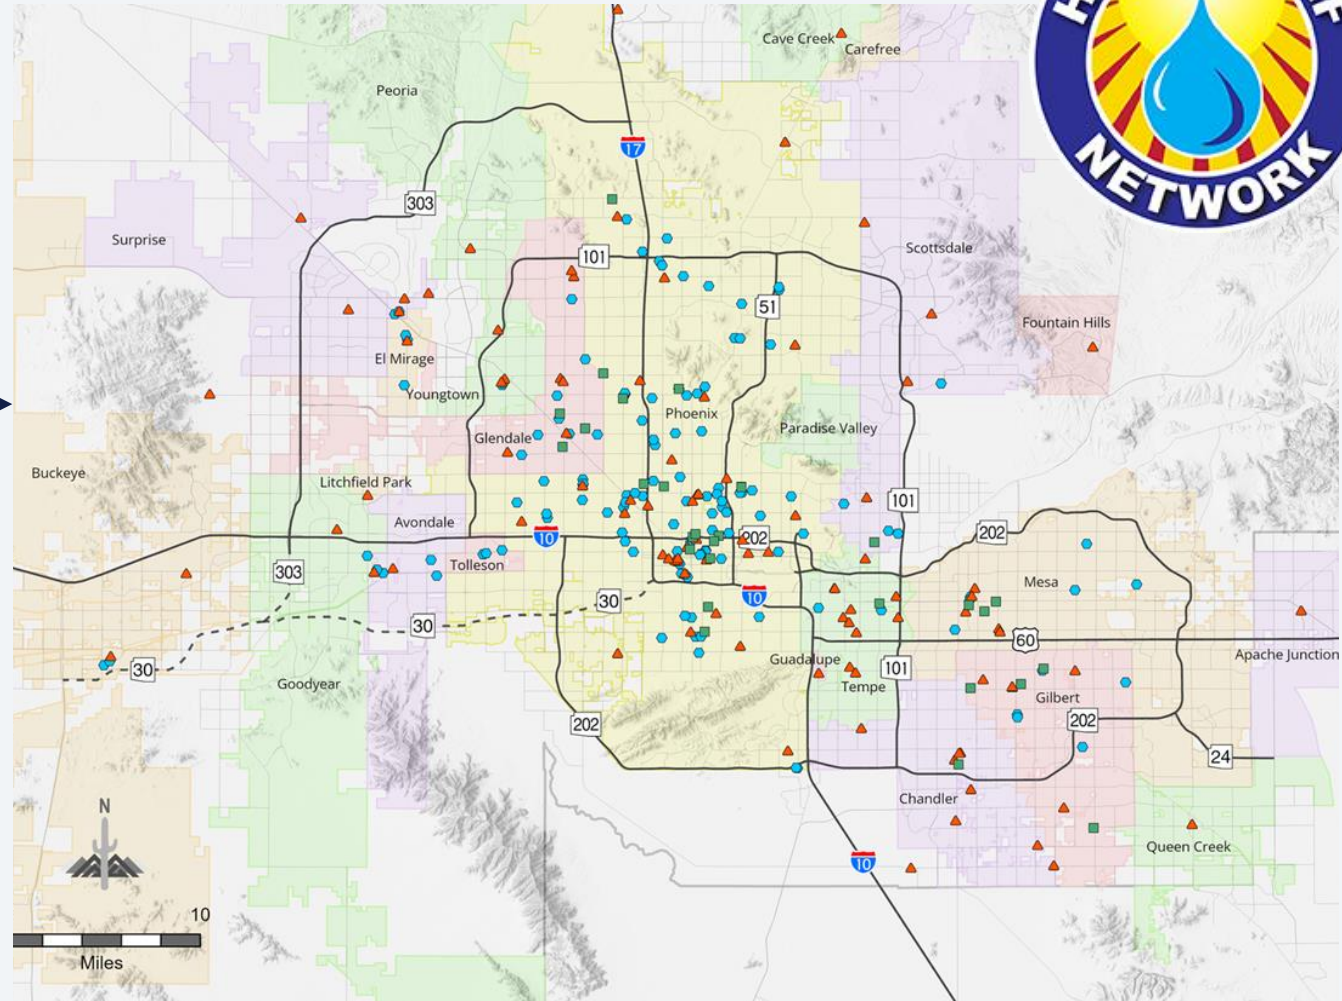 Cave Creek
Carefree
Peoria
17
NETWORK
303
Surprise
101
Scottsdale
51
Fountain Hills
El Mirage
Youngtown
Phoenix
Paradise Valley
Glendale
Buckeye
Litchfield Park
101
Avondale
10
202
202
Tolleson
303
Mesa
30
10
30
60
Guadalupe
101
Apache Junction
30
Goodyear
Tempe
Gilbert
202
202
24
Chandler
N
Queen Creek
10
10
Miles